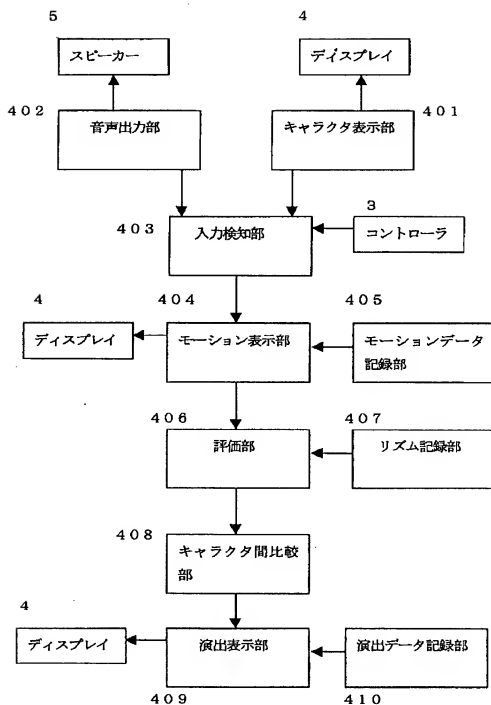 5
4
スピーカー
ディスプレイ
402
401
音声出力部
キャラクタ表示部
3
403
入力検知部
コントローラ
4
404
405
ディスプレイ
モーション表示部
モーションデータ
記録部
406
407
評価部
リズム記録部
408
キャラクタ間比較
部
4
ディスプレイ
演出表示部
演出データ記録部
409
410